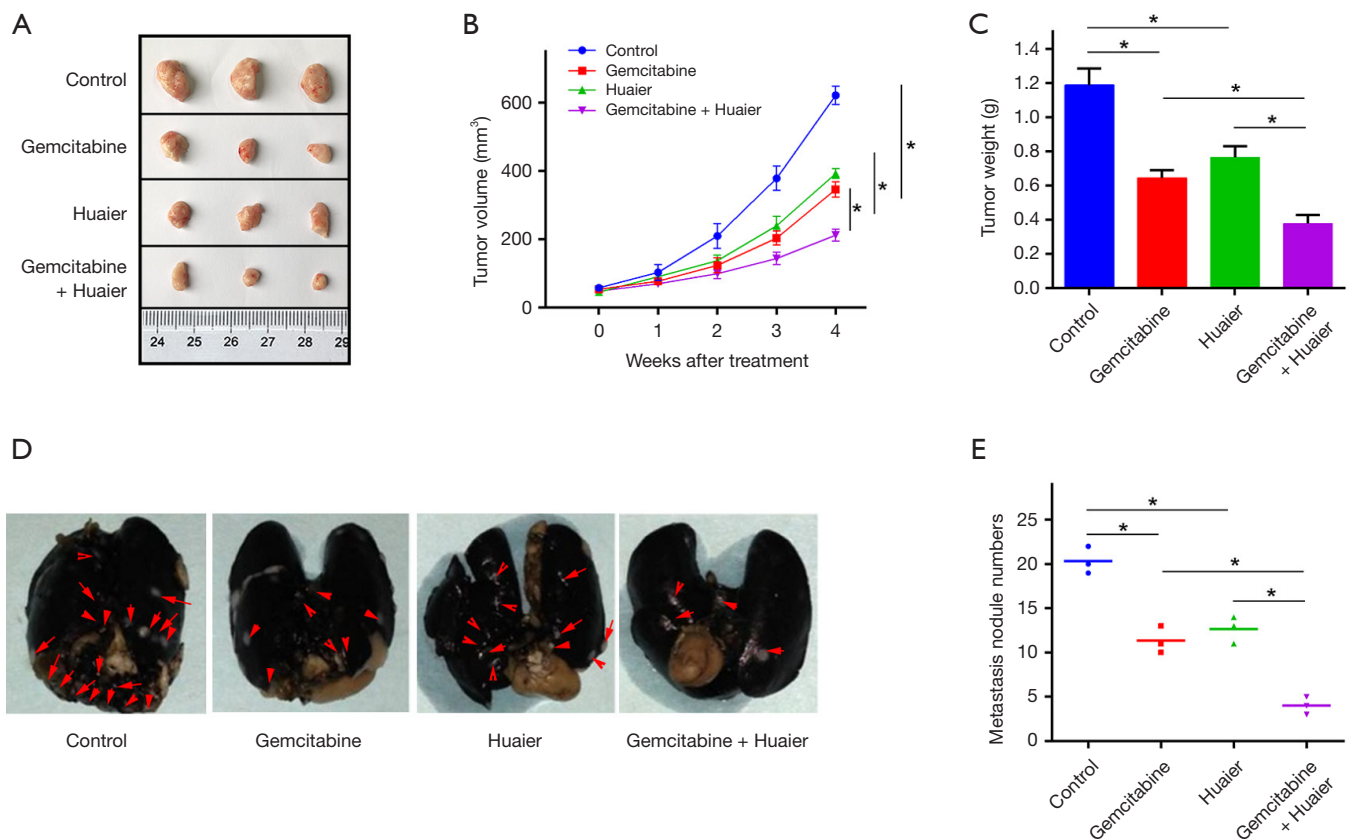 A
Control
Gemcitabine
Huaier
Gemcitabine
+ Huaier
24 25 26 27 28 29
B
Control
Gemcitabine
Huaier
Gemcitabine + Huaier
Tumor volume (mm³)
600
400
200
0
*
*
*
0 1 2 3 4
Weeks after treatment
C
*
*
*
*
Tumor weight (g)
1.4
1.2
1.0
0.8
0.6
0.4
0.2
0.0
Control
Gemcitabine
Huaier
Gemcitabine
+ Huaier
D
Control
Gemcitabine
Huaier
Gemcitabine + Huaier
E
*
*
*
*
Metastasis nodule numbers
25
20
15
10
5
0
Control
Gemcitabine
Huaier
Gemcitabine
+ Huaier